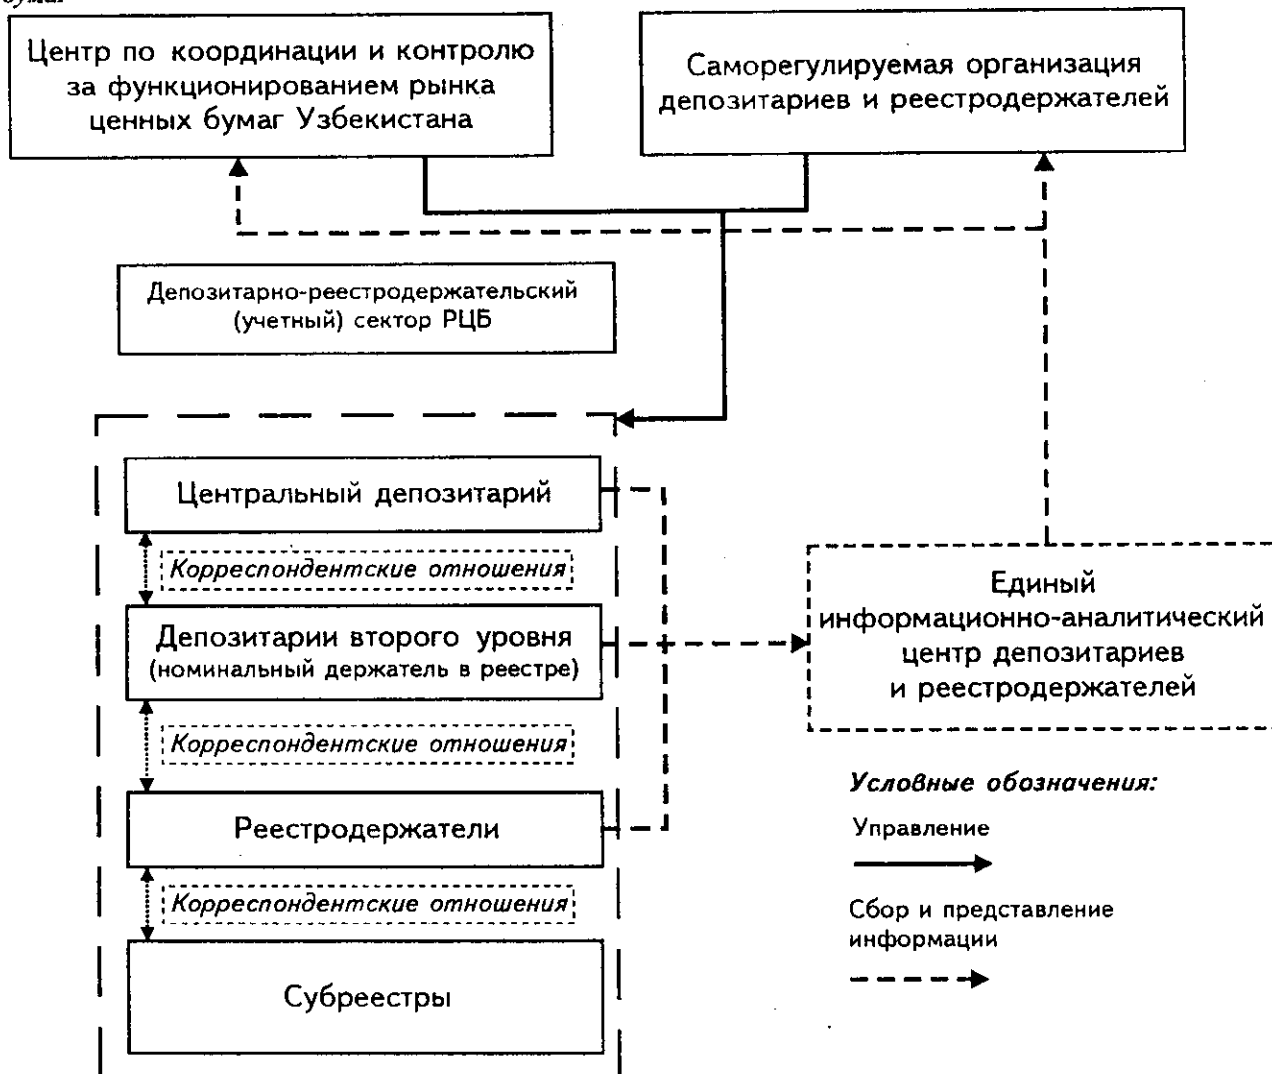 бумаг
Центр по координации и контролю
за функционированием рынка
ценных бумаг Узбекистана
Саморегулируемая организация
депозитариев и реестродержателей
Депозитарно-реестродержательский
(учетный) сектор РЦБ
Центральный депозитарий
Корреспондентские отношения
Депозитарии второго уровня
(номинальный держатель в реестре)
Корреспондентские отношения
Реестродержатели
Корреспондентские отношения
Субреестры
Единый
информационно-аналитический
центр депозитариев
и реестродержателей
Условные обозначения:
Управление
Сбор и представление
информации